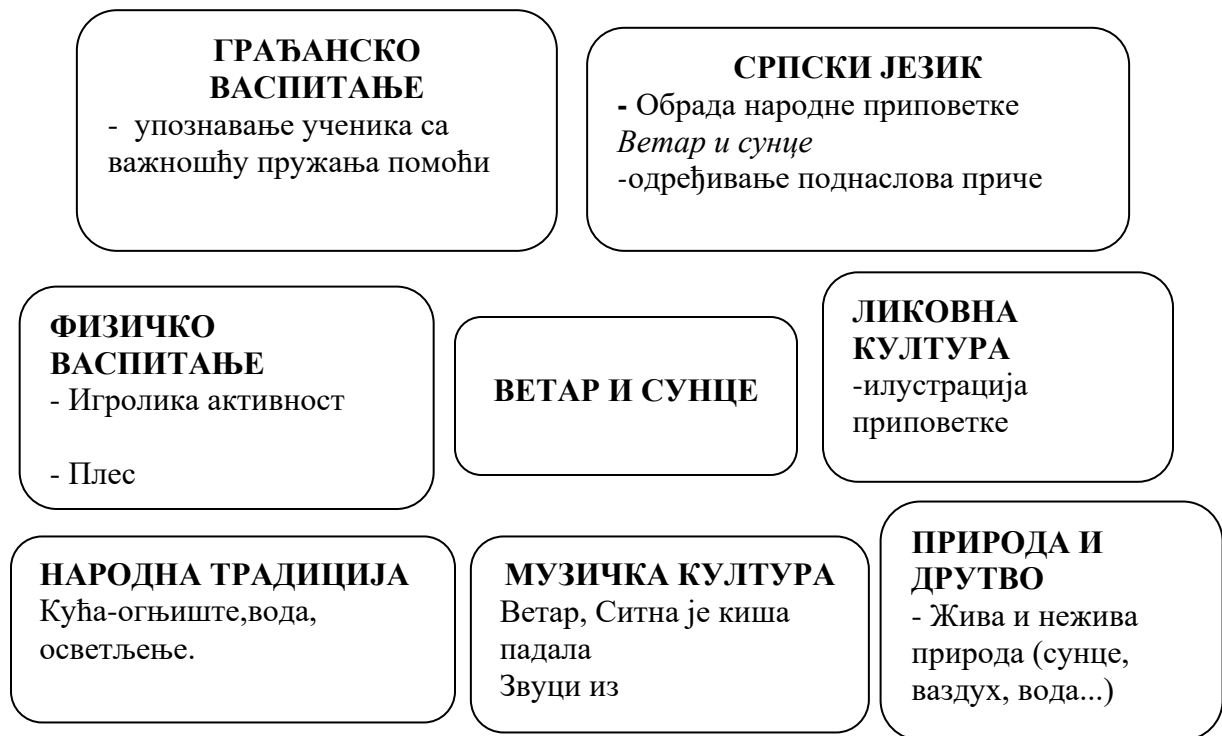 ГРАЂАНСКО
ВАСПИТАЊЕ
- упознавање ученика са
важношћу пружања помоћи
СРПСКИ ЈЕЗИК
- Обрада народне приповетке
Ветар и сунце
-одређивање поднаслова приче
ФИЗИЧКО
ВАСПИТАЊЕ
- Игролика активност
- Плес
ВЕТАР И СУНЦЕ
ЛИКОВНА
КУЛТУРА
-илустрација
приповетке
НАРОДНА ТРАДИЦИЈА
Кућа-огњиште,вода,
осветљење.
МУЗИЧКА КУЛТУРА
Ветар, Ситна је киша
падала
Звуци из
ПРИРОДА И
ДРУТВО
- Жива и нежива
природа (сунце,
ваздух, вода...)